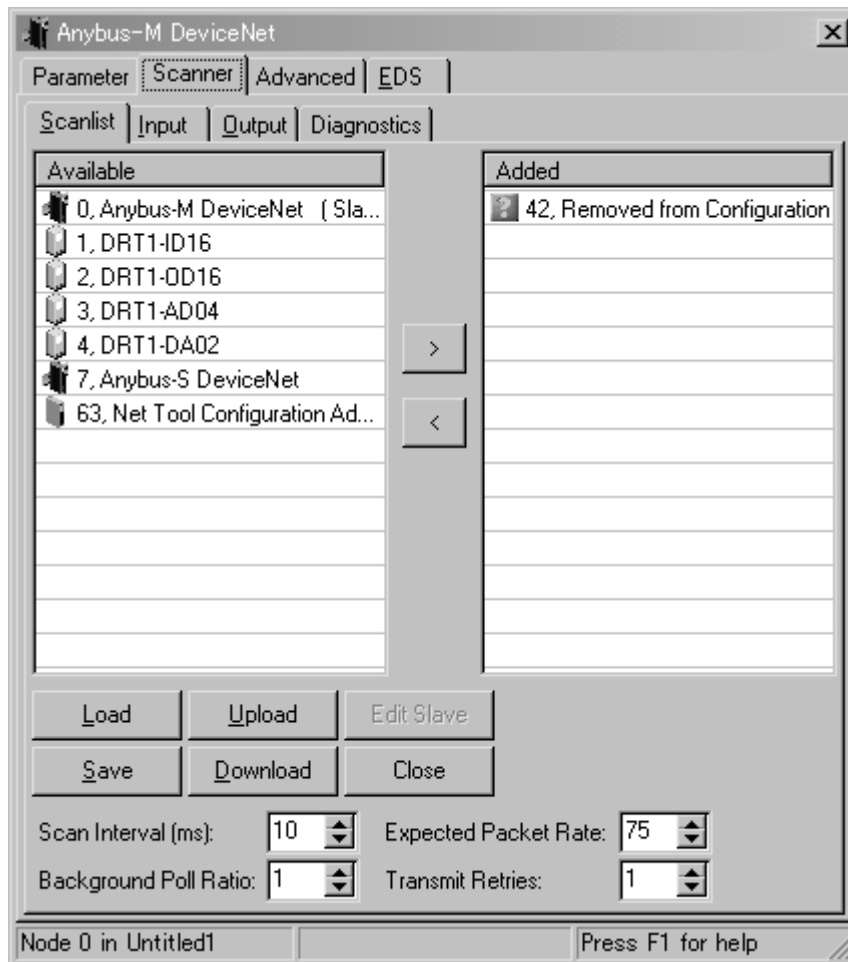 Anybus-M DeviceNet
Parameter Scanner Advanced EDS
Scanlist Input Output Diagnostics
Available
0, Anybus-M DeviceNet ( Sla...
1, DRT1-ID16
2, DRT1-OD16
3, DRT1-AD04
4, DRT1-DA02
7, Anybus-S DeviceNet
63, Net Tool Configuration Ad...
>
<
Added
? 42, Removed from Configuration
Load Upload Edit Slave
Save Download Close
Scan Interval (ms): 10 Expected Packet Rate: 75
Background Poll Ratio: 1 Transmit Retries: 1
Node 0 in Untitled1 Press F1 for help